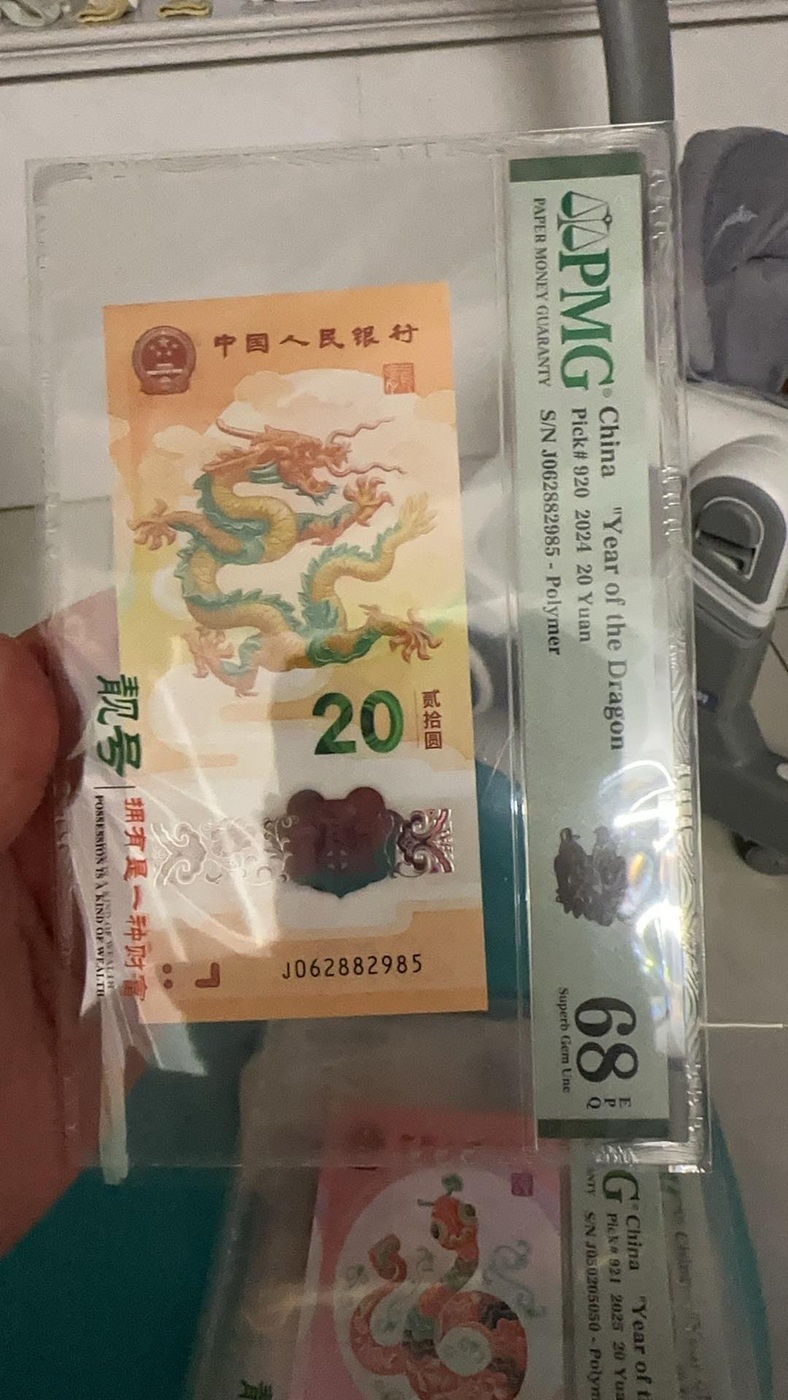 中国人民银行
20
贰拾圆
J062882985
靓号
拥有是一种财富
POSSESSION IS A KIND OF WEALTH
PMG®
PAPER MONEY GUARANTY
China "Year of the Dragon
Pick# 920 2024 20 Yuan
S/N J062882985 - Polymer
68
EPQ
Superb Gem Unc
G®
China "Year of
Pick# 921 2025 20
S/N J050205050 - Polym